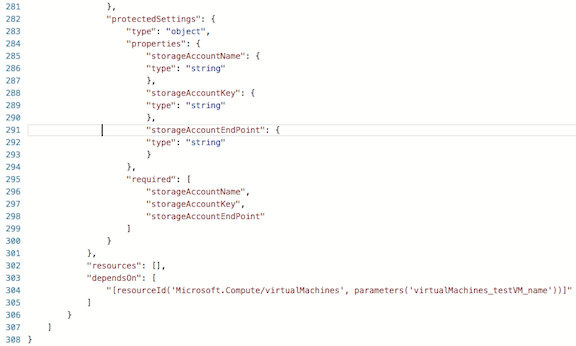 281 },
282 "protectedSettings": {
283 "type": "object",
284 "properties": {
285 "storageAccountName": {
286 "type": "string"
287 },
288 "storageAccountKey": {
289 "type": "string"
290 },
291 "storageAccountEndPoint": {
292 "type": "string"
293 }
294 },
295 "required": [
296 "storageAccountName",
297 "storageAccountKey",
298 "storageAccountEndPoint"
299 ]
300 }
301 },
302 "resources": [],
303 "dependsOn": [
304 "[resourceId('Microsoft.Compute/virtualMachines', parameters('virtualMachines_testVM_name'))]"
305 ]
306 }
307 ]
308 }